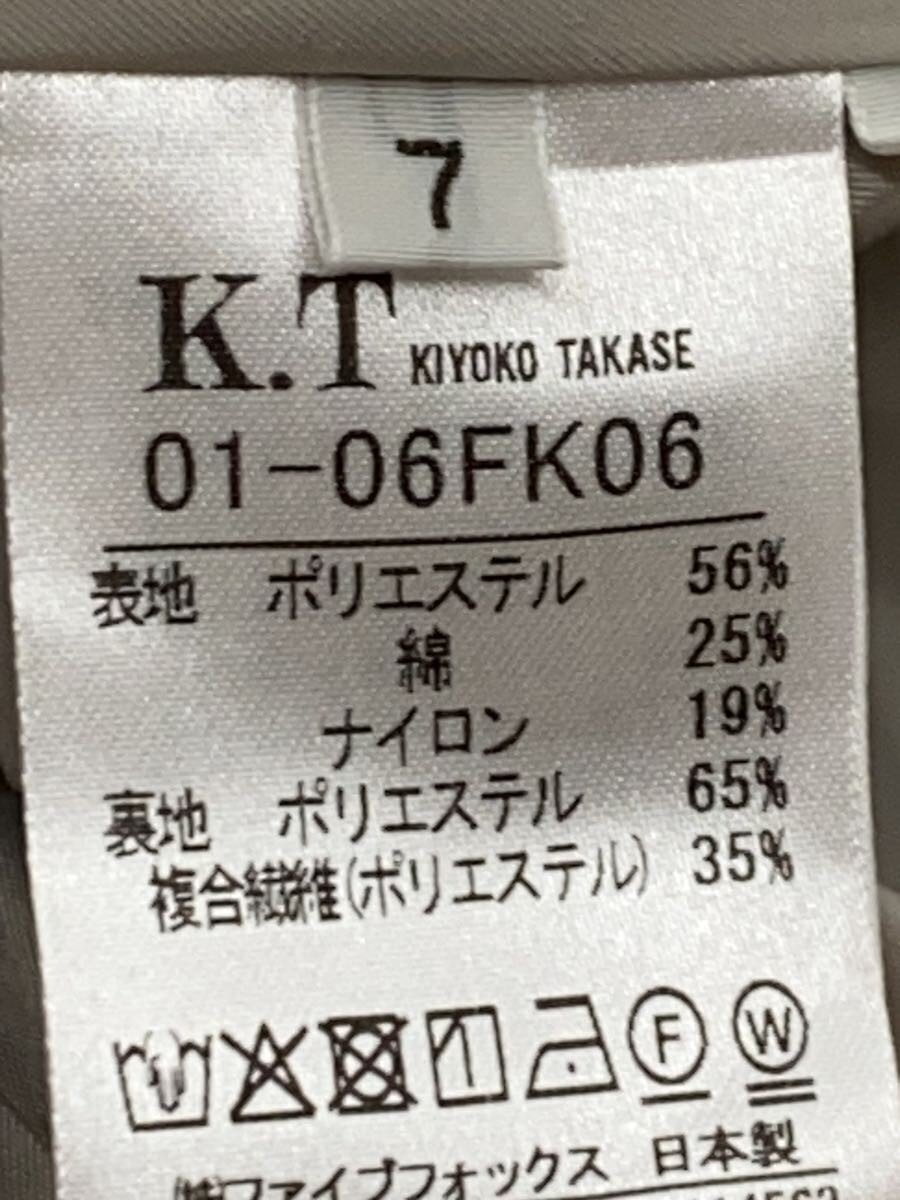 7
K.T KIYOKO TAKASE
01-06FK06
表地 ポリエステル 56%
綿 25%
ナイロン 19%
裏地 ポリエステル 65%
複合繊維(ポリエステル) 35%
F W
㈱ファイブフォックス 日本製